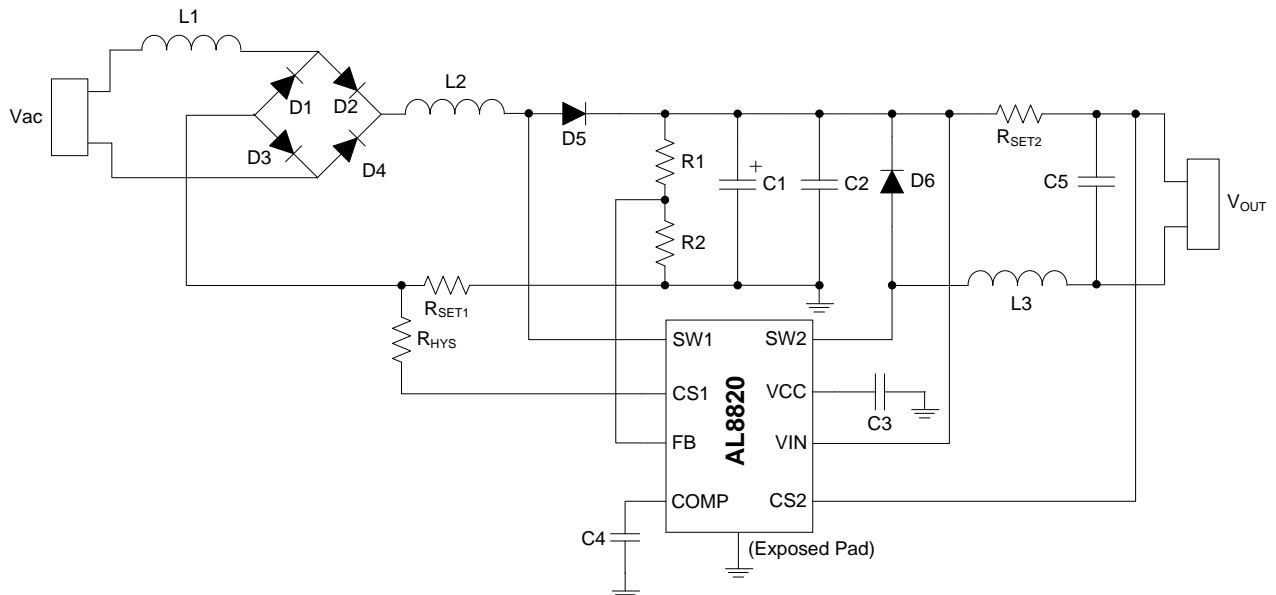 L1
Vac
D1
D2
D3
D4
L2
D5
R1
R2
+
C1
C2
D6
RSET2
C5
VOUT
L3
RSET1
RHYS
SW1
SW2
CS1
VCC
C3
FB
VIN
AL8820
COMP
CS2
C4
(Exposed Pad)